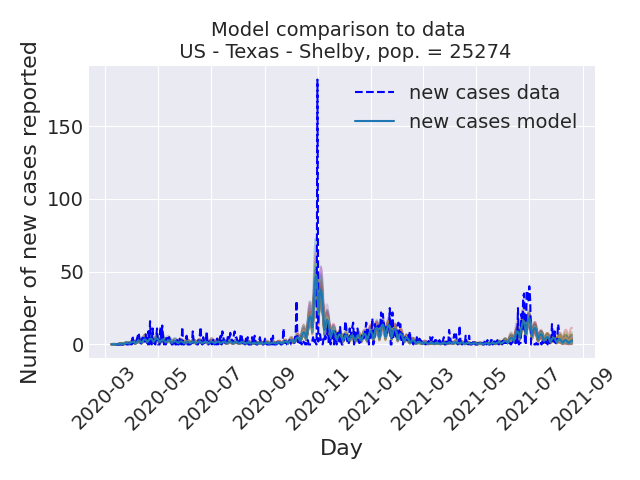 Model comparison to data
US - Texas - Shelby, pop. = 25274
Number of new cases reported
150
100
50
0
new cases data
new cases model
2020-03
2020-05
2020-07
2020-09
2020-11
2021-01
2021-03
2021-05
2021-07
2021-09
Day